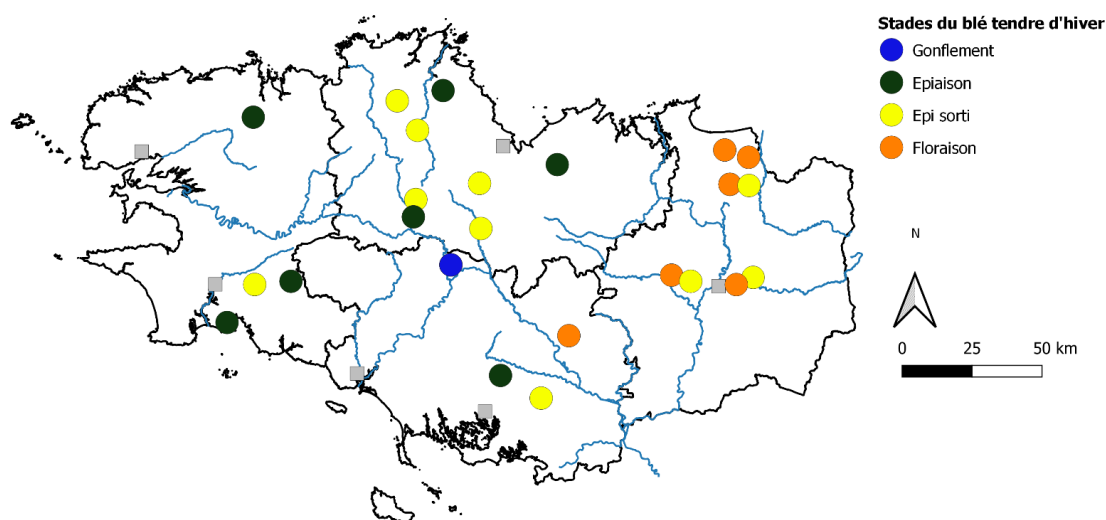 Stades du blé tendre d'hiver
Gonflement
Epiaison
Epi sorti
Floraison
N
0 25 50 km